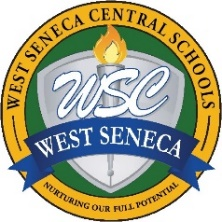 WEST SENECA CENTRAL SCHOOLS
WSC
WEST SENECA
NURTURING OUR FULL POTENTIAL